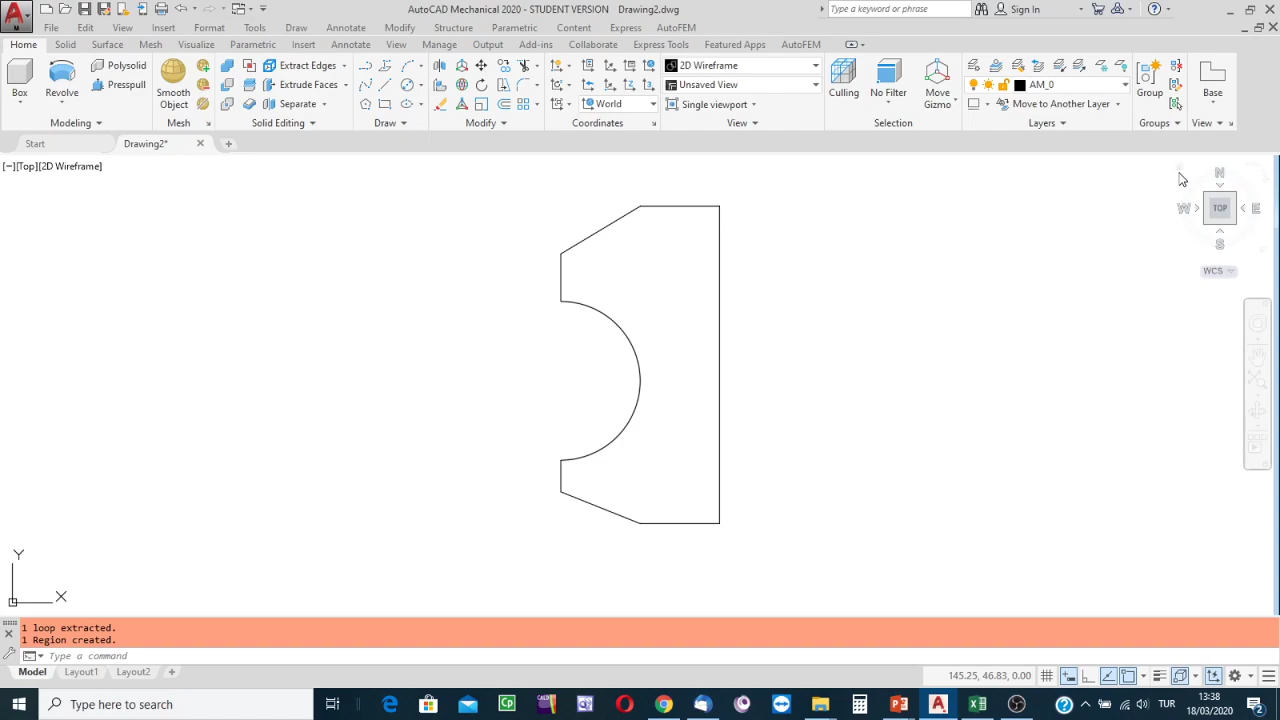 AutoCAD Mechanical 2020 - STUDENT VERSION Drawing2.dwg
Type a keyword or phrase
Sign In
File Edit View Insert Format Tools Draw Dimension Modify Structure Parametric Content Express AutoFEM
Home Solid Surface Mesh Visualize Parametric Insert Annotate View Manage Output Add-ins Collaborate Express Tools Featured Apps AutoFEM
Box
Revolve
Polysolid
Presspull
Modeling
Smooth
Object
Mesh
Extract Edges
Extrude Faces
Separate
Solid Editing
Draw
Modify
World
Coordinates
2D Wireframe
Unsaved View
Single viewport
View
Culling
No Filter
Move
Gizmo
Selection
AM_0
Move to Another Layer
Layers
Group
Groups
Base
View
Start
Drawing2*
[−][Top][2D Wireframe]
N
W TOP E
S
WCS
Y
X
1 loop extracted.
1 Region created.
Type a command
Model Layout1 Layout2
145.25, 46.83, 0.00
Type here to search
TUR
13:38
18/03/2020
2